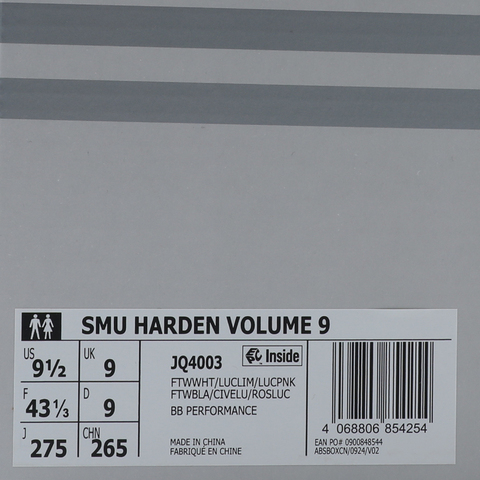 SMU HARDEN VOLUME 9
US 9½ UK 9
F 43⅓ D 9
J 275 CHN 265
JQ4003 Inside
FTWWHT/LUCLIM/LUCPNK
FTWBLA/CIVELU/ROSLUC
BB PERFORMANCE
MADE IN CHINA
FABRIQUÉ EN CHINE
4 068806 854254
EAN PO# 0900848544
ABSBOXCN/0924/V02